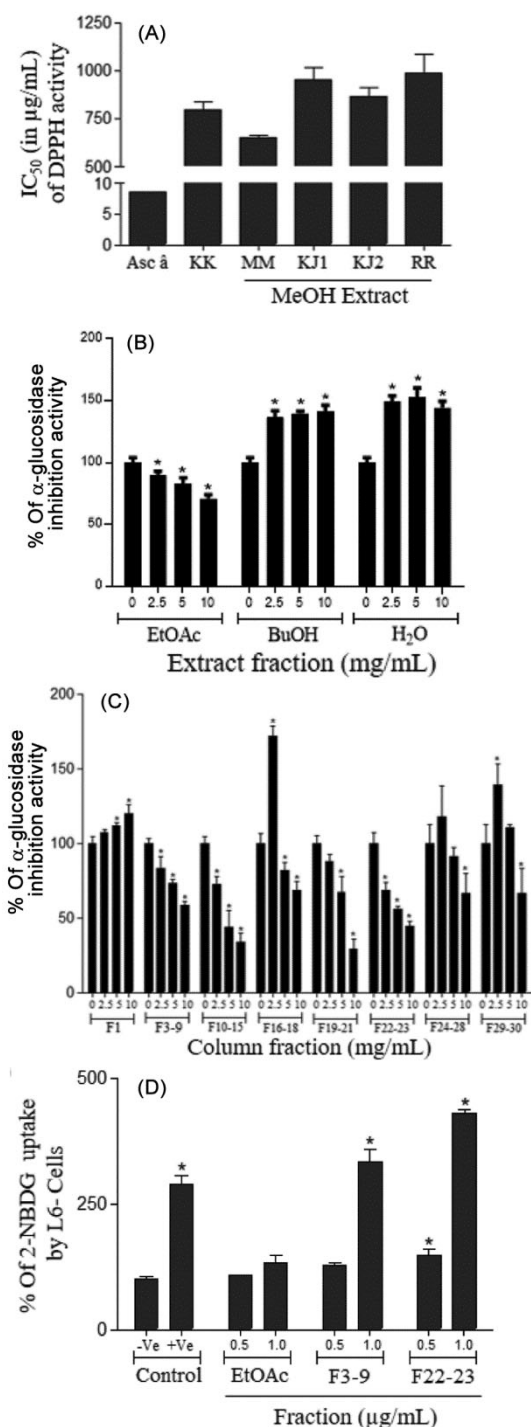 (A)
IC50 (in µg/mL)
of DPPH activity
1250
1000
750
500
10
5
0
Asc â KK MM KJ1 KJ2 RR
MeOH Extract
(B)
% Of α-glucosidase
inhibition activity
200
150
100
50
0
* * * * * * * * *
0 2.5 5 10 0 2.5 5 10 0 2.5 5 10
EtOAc BuOH H2O
Extract fraction (mg/mL)
(C)
% Of α-glucosidase
inhibition activity
200
150
100
50
0
0 2.5 5 10 0 2.5 5 10 0 2.5 5 10 0 2.5 5 10 0 2.5 5 10 0 2.5 5 10 0 2.5 5 10 0 2.5 5 10
F1 F3-9 F10-15 F16-18 F19-21 F22-23 F24-28 F29-30
Column fraction (mg/mL)
(D)
% Of 2-NBDG uptake
by L6- Cells
500
250
0
* * * *
-Ve +Ve 0.5 1.0 0.5 1.0 0.5 1.0
Control EtOAc F3-9 F22-23
Fraction (µg/mL)